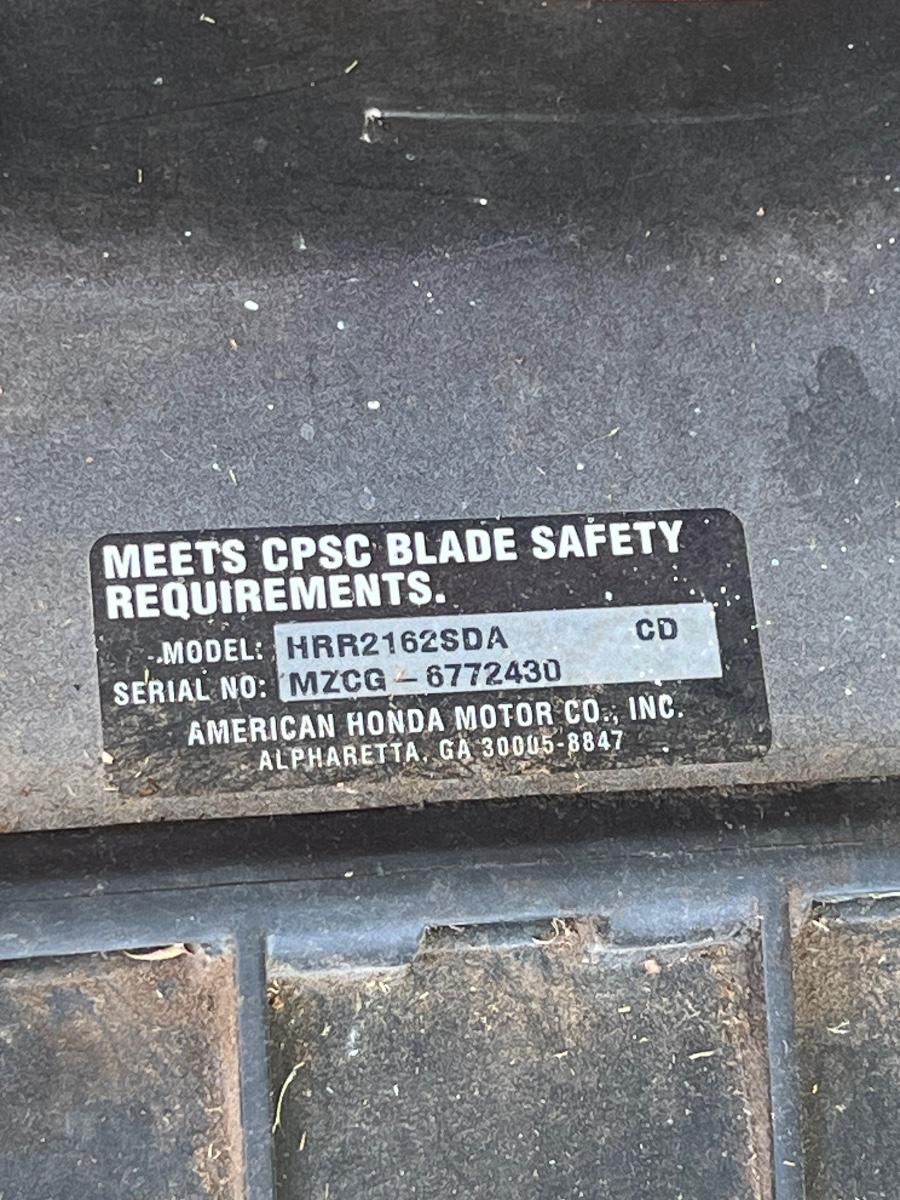 MEETS CPSC BLADE SAFETY
REQUIREMENTS.
MODEL: HRR2162SDA CD
SERIAL NO: MZCG - 6772430
AMERICAN HONDA MOTOR CO., INC.
ALPHARETTA, GA 30005-8847